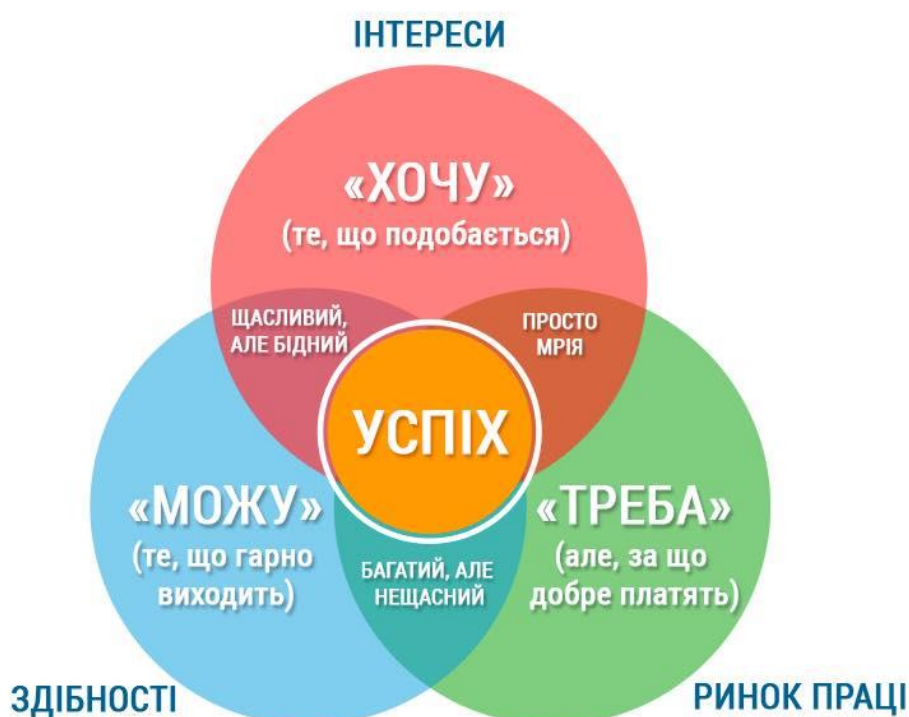 ІНТЕРЕСИ
«ХОЧУ»
(те, що подобається)
ЩАСЛИВИЙ,
АЛЕ БІДНИЙ
ПРОСТО
МРІЯ
УСПІХ
«МОЖУ»
(те, що гарно
виходить)
«ТРЕБА»
(але, за що
добре платять)
БАГАТИЙ, АЛЕ
НЕЩАСНИЙ
ЗДІБНОСТІ
РИНОК ПРАЦІ